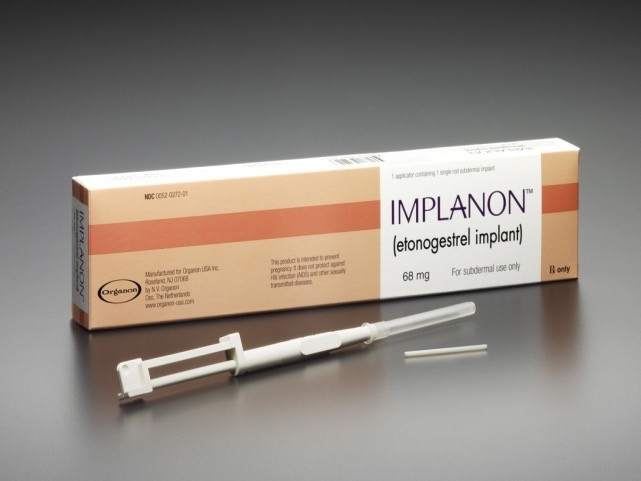 1 applicator containing 1 single rod subdermal implant
IMPLANON™
(etonogestrel implant)
68 mg
For subdermal use only
℞ only
NDC 0052-0272-01
Organon
Manufactured for Organon USA Inc.
Roseland, NJ 07068
by N.V. Organon
Oss, The Netherlands
www.organon-usa.com
This product is intended to prevent
pregnancy. It does not protect against
HIV infection (AIDS) and other sexually
transmitted diseases.
IMPLANON™